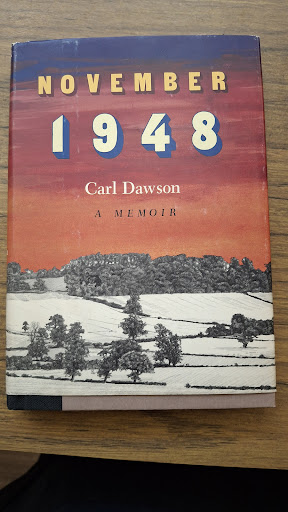 NOVEMBER
1948
Carl Dawson
A MEMOIR